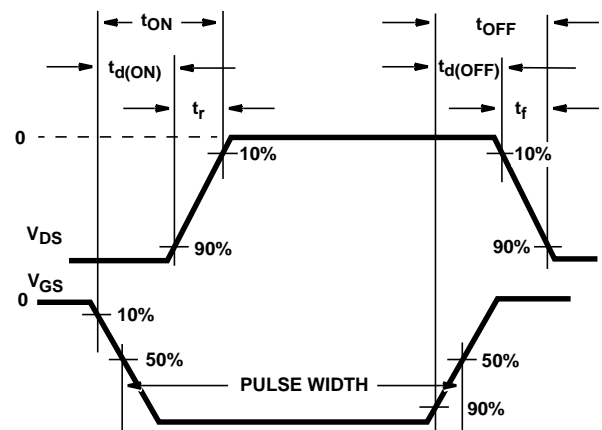 tON
tOFF
td(ON)
td(OFF)
tr
tf
0
10%
10%
VDS
90%
90%
VGS
0
10%
50%
50%
PULSE WIDTH
90%